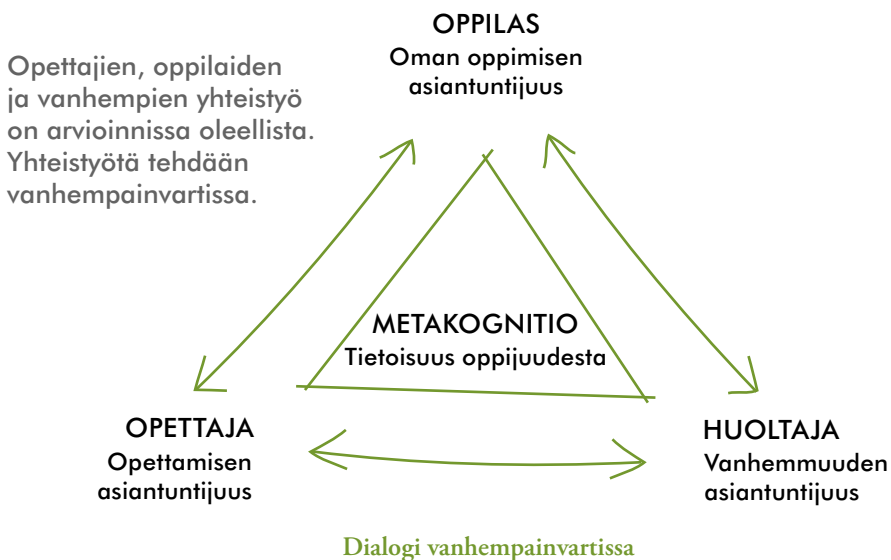 OPPILAS
Oman oppimisen
asiantuntijuus
Opettajien, oppilaiden
ja vanhempien yhteistyö
on arvioinnissa oleellista.
Yhteistyötä tehdään
vanhempainvartissa.
METAKOGNITIO
Tietoisuus oppijuudesta
OPETTAJA
Opettamisen
asiantuntijuus
HUOLTAJA
Vanhemmuuden
asiantuntijuus
Dialogi vanhempainvartissa